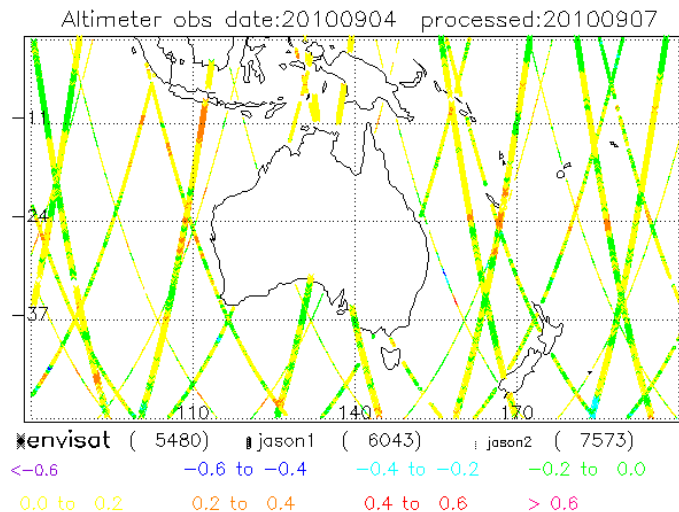 Altimeter obs date:20100904 processed:20100907
-11
-24
-37
110 140 170
envisat ( 5480) jason1 ( 6043) jason2 ( 7573)
<-0.6 -0.6 to -0.4 -0.4 to -0.2 -0.2 to 0.0
0.0 to 0.2 0.2 to 0.4 0.4 to 0.6 > 0.6